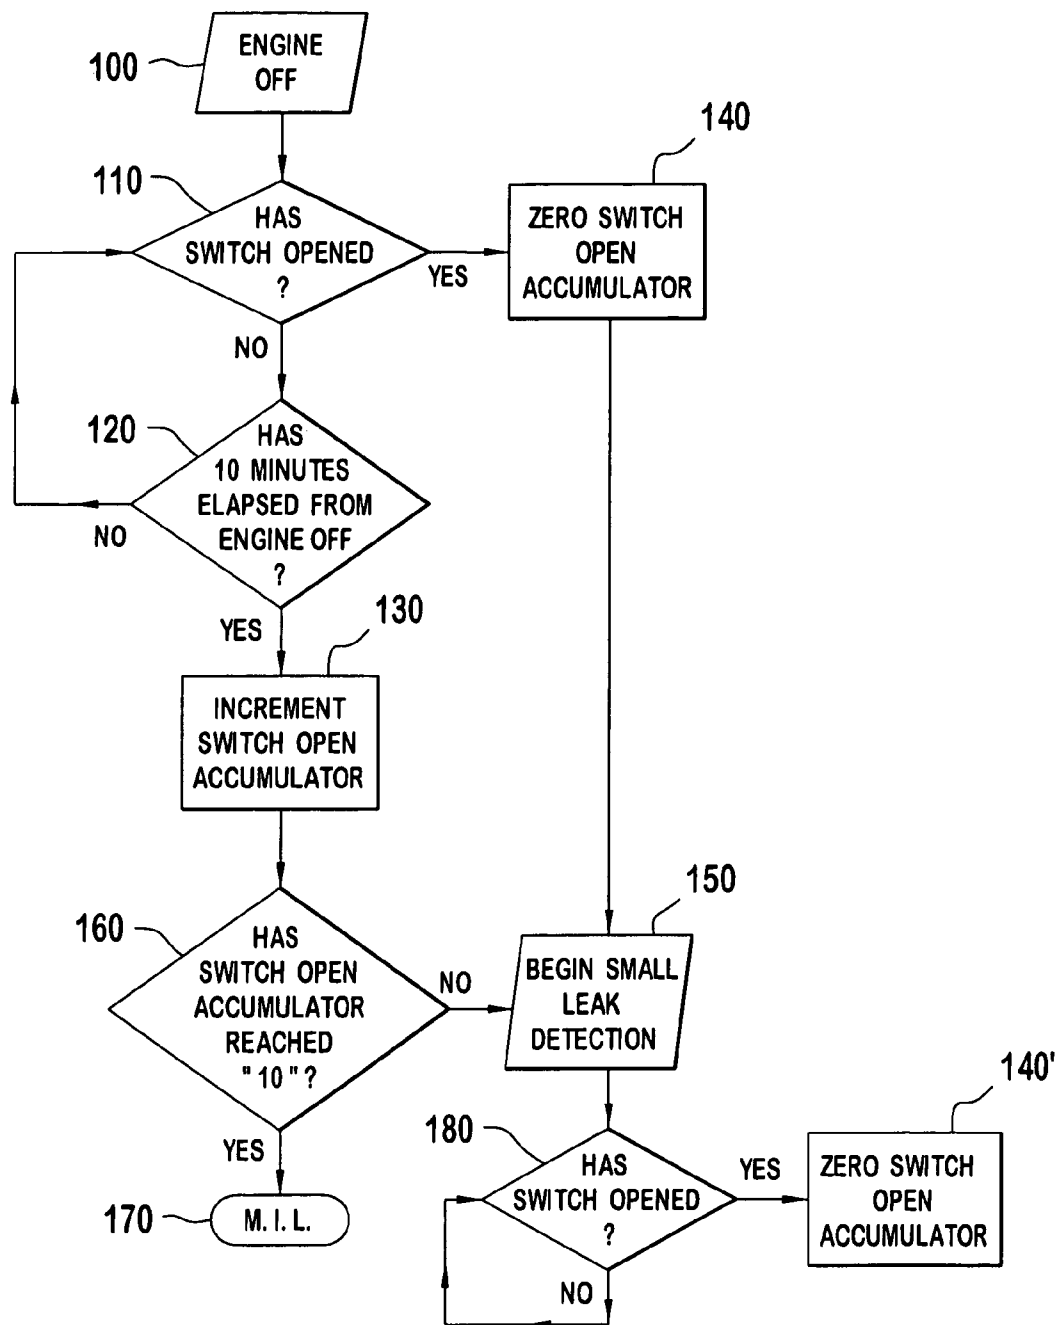 100
ENGINE
OFF
140
110
HAS
SWITCH OPENED
?
YES
ZERO SWITCH
OPEN
ACCUMULATOR
NO
120
HAS
10 MINUTES
ELAPSED FROM
ENGINE OFF
?
NO
YES
130
INCREMENT
SWITCH OPEN
ACCUMULATOR
160
HAS
SWITCH OPEN
ACCUMULATOR
REACHED
"10"?
NO
150
BEGIN SMALL
LEAK
DETECTION
YES
170
M. I. L.
180
HAS
SWITCH OPENED
?
YES
NO
140'
ZERO SWITCH
OPEN
ACCUMULATOR